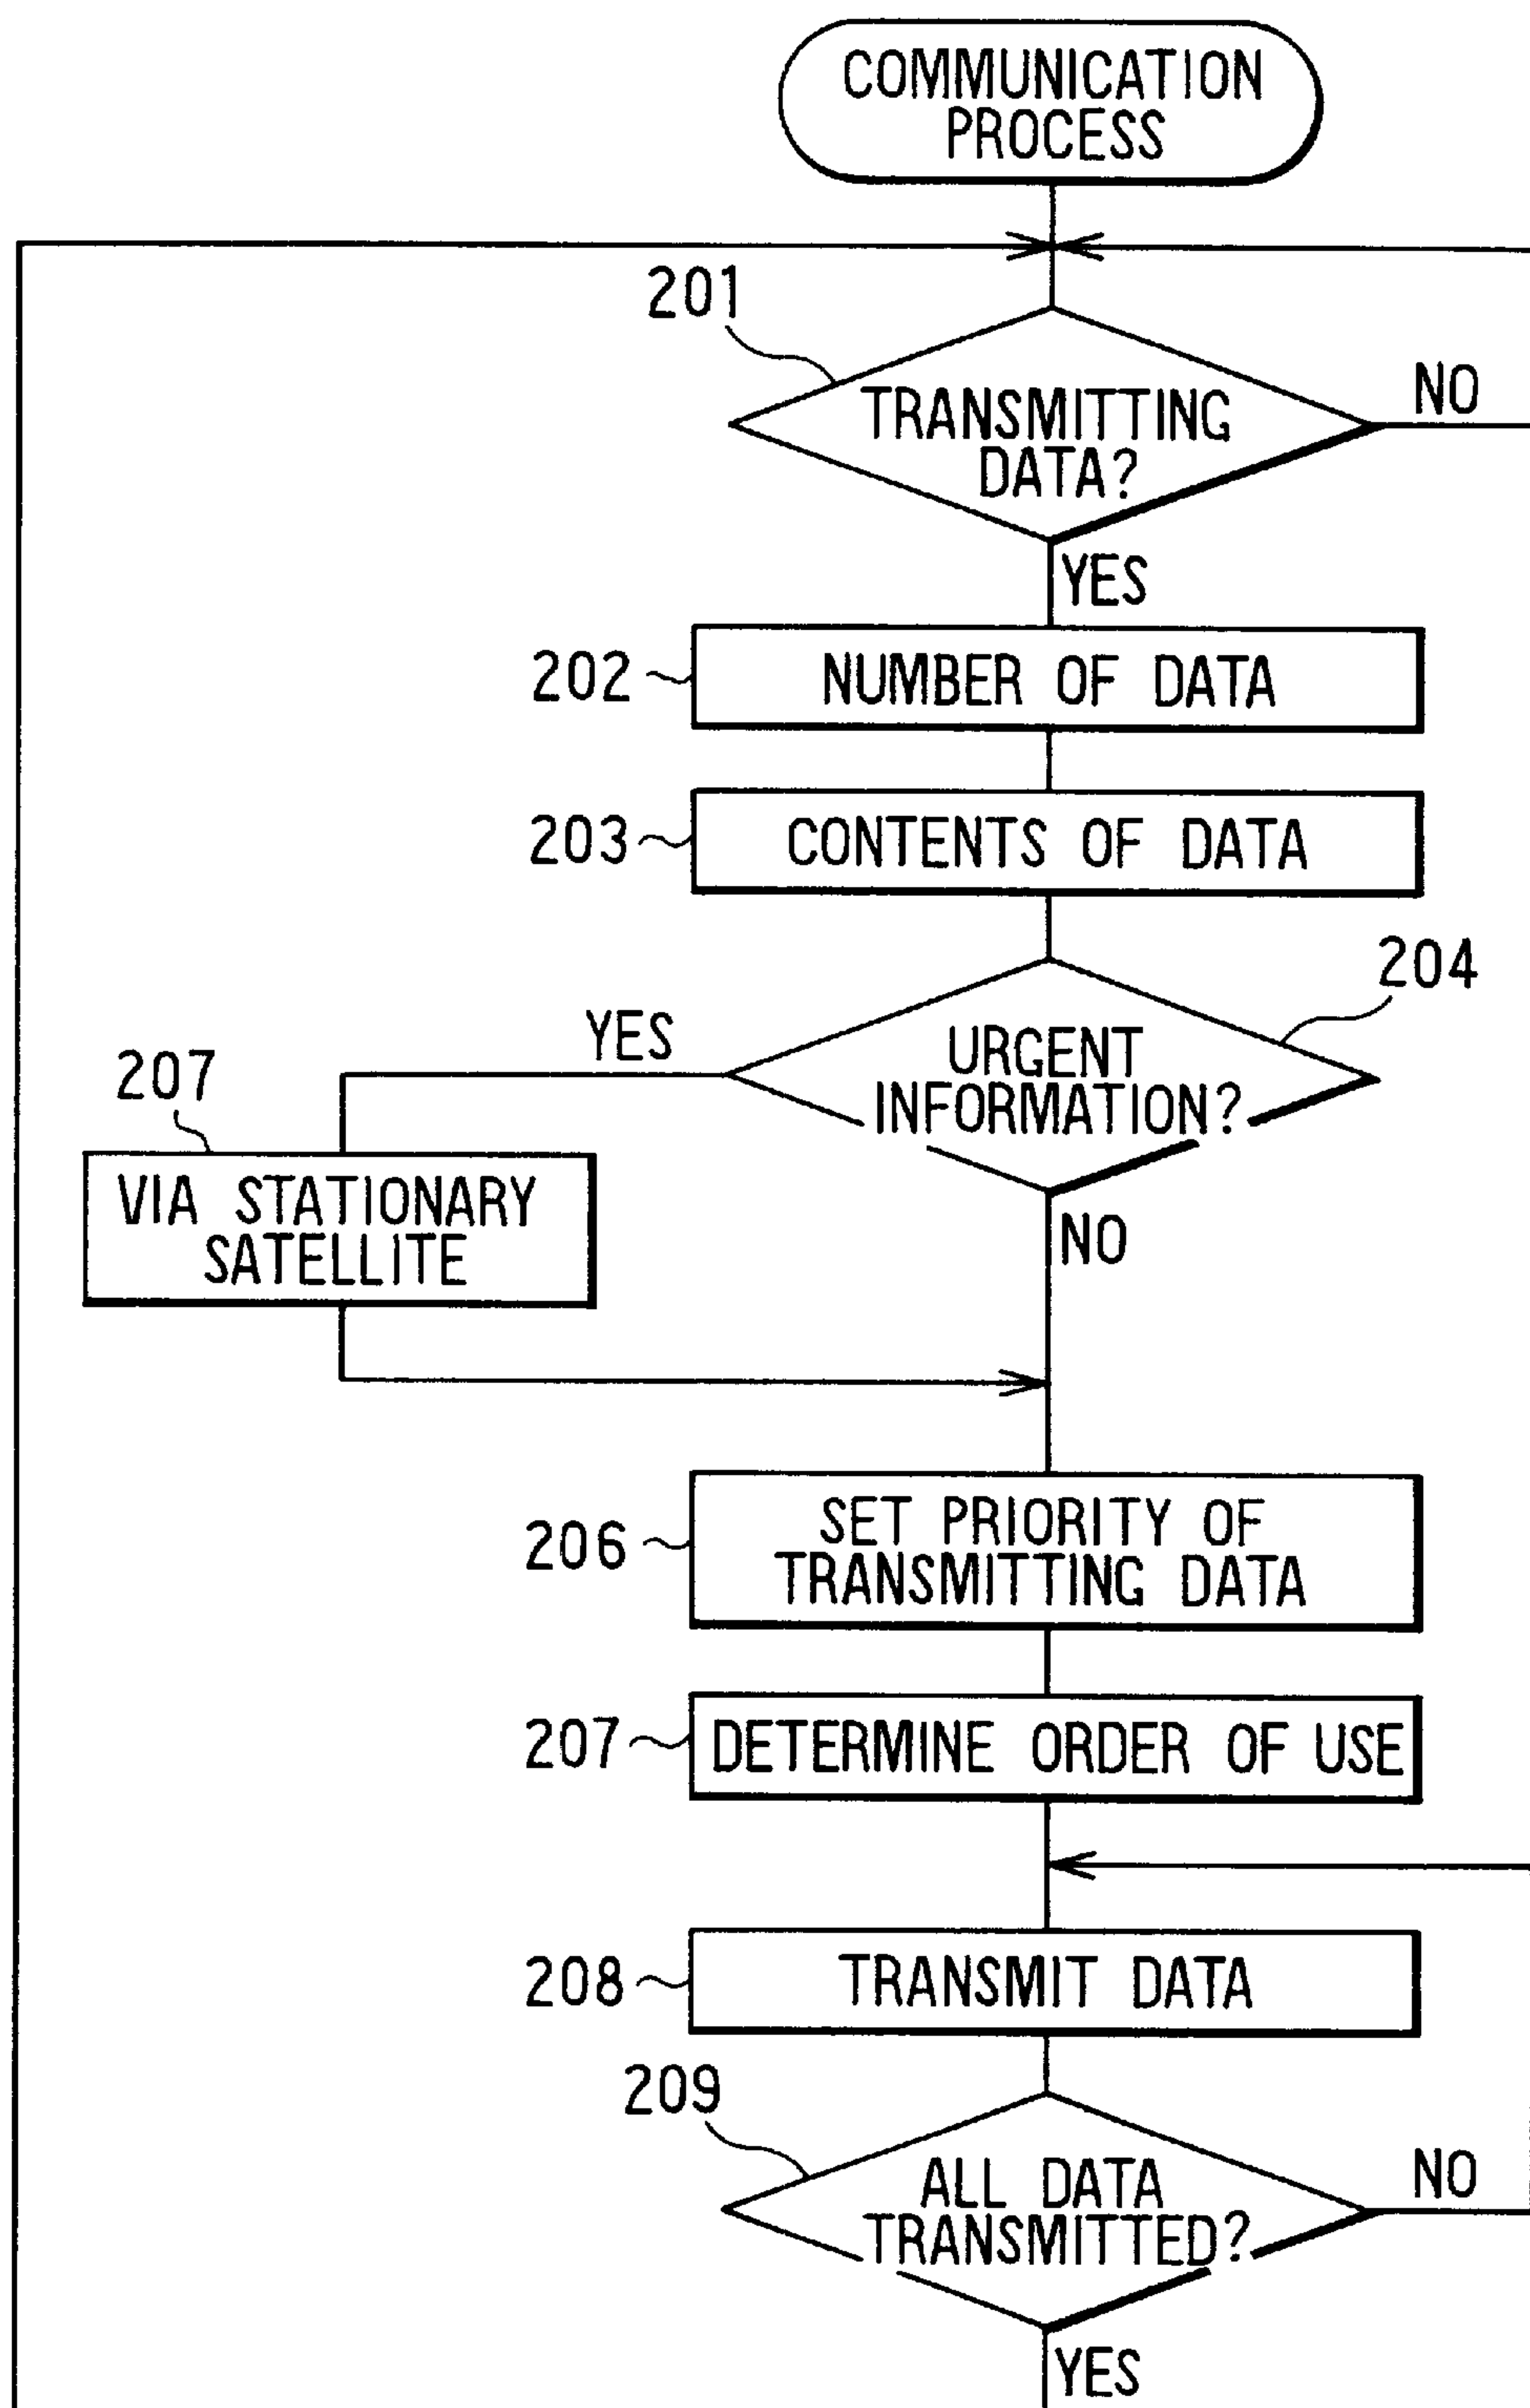 COMMUNICATION
PROCESS
201
TRANSMITTING
DATA?
NO
YES
202
NUMBER OF DATA
203
CONTENTS OF DATA
204
URGENT
INFORMATION?
YES
207
VIA STATIONARY
SATELLITE
NO
206
SET PRIORITY OF
TRANSMITTING DATA
207
DETERMINE ORDER OF USE
208
TRANSMIT DATA
209
ALL DATA
TRANSMITTED?
NO
YES